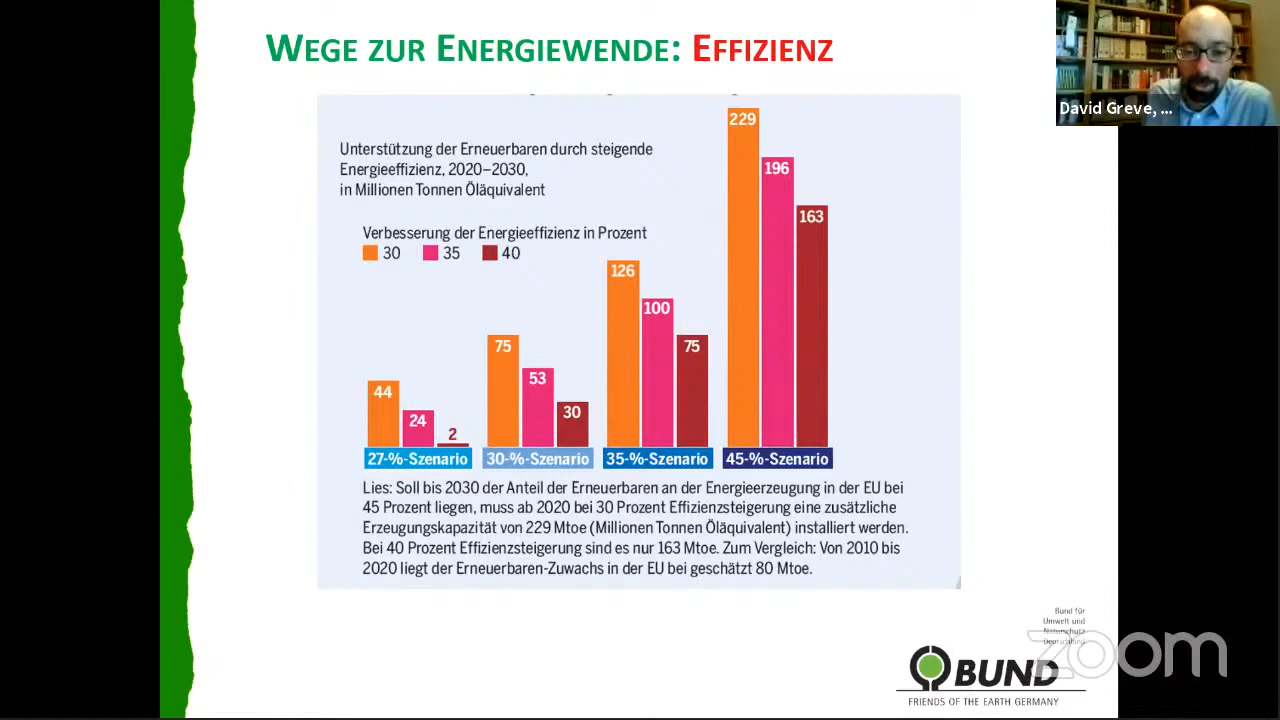 WEGE ZUR ENERGIEWENDE: EFFIZIENZ
David Greve, ...
Unterstützung der Erneuerbaren durch steigende
Energieeffizienz, 2020–2030,
in Millionen Tonnen Öläquivalent
Verbesserung der Energieeffizienz in Prozent
30 35 40
44 24 2
75 53 30
126 100 75
229 196 163
27-%-Szenario 30-%-Szenario 35-%-Szenario 45-%-Szenario
Lies: Soll bis 2030 der Anteil der Erneuerbaren an der Energieerzeugung in der EU bei
45 Prozent liegen, muss ab 2020 bei 30 Prozent Effizienzsteigerung eine zusätzliche
Erzeugungskapazität von 229 Mtoe (Millionen Tonnen Öläquivalent) installiert werden.
Bei 40 Prozent Effizienzsteigerung sind es nur 163 Mtoe. Zum Vergleich: Von 2010 bis
2020 liegt der Erneuerbaren-Zuwachs in der EU bei geschätzt 80 Mtoe.
Bund für
Umwelt und
Naturschutz
Deutschland
zoom
BUND
FRIENDS OF THE EARTH GERMANY